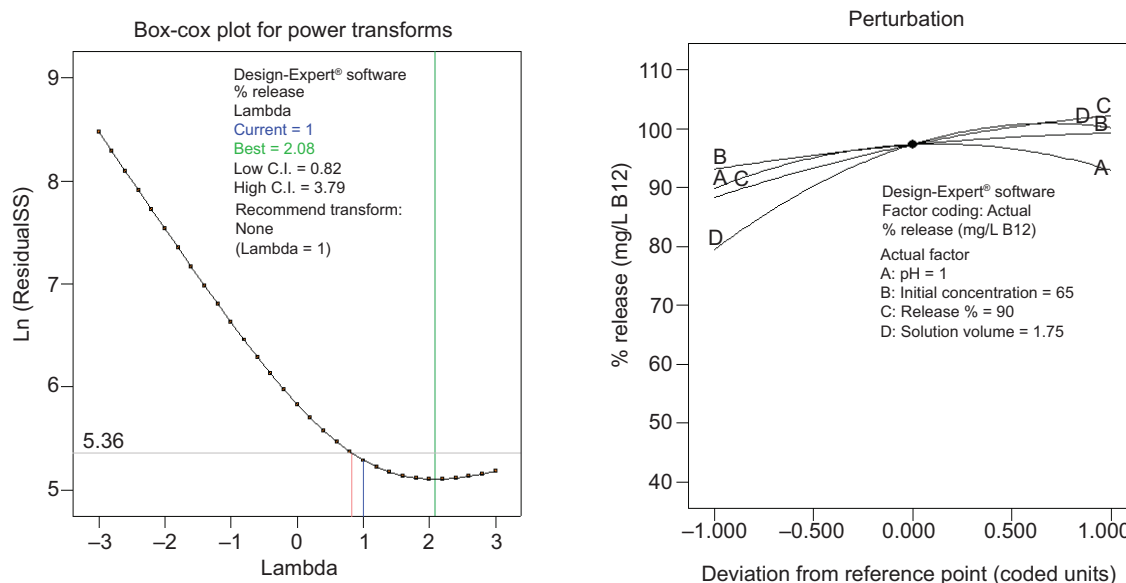 Box-cox plot for power transforms
9
8
7
6
5
5.36
Ln (ResidualSS)
Design-Expert® software
% release
Lambda
Current = 1
Best = 2.08
Low C.I. = 0.82
High C.I. = 3.79
Recommend transform:
None
(Lambda = 1)
–3 –2 –1 0 1 2 3
Lambda
Perturbation
110
100
90
80
70
60
50
40
% release (mg/L B12)
B
A
C
D
D
C
B
A
Design-Expert® software
Factor coding: Actual
% release (mg/L B12)
Actual factor
A: pH = 1
B: Initial concentration = 65
C: Release % = 90
D: Solution volume = 1.75
–1.000 –0.500 0.000 0.500 1.000
Deviation from reference point (coded units)